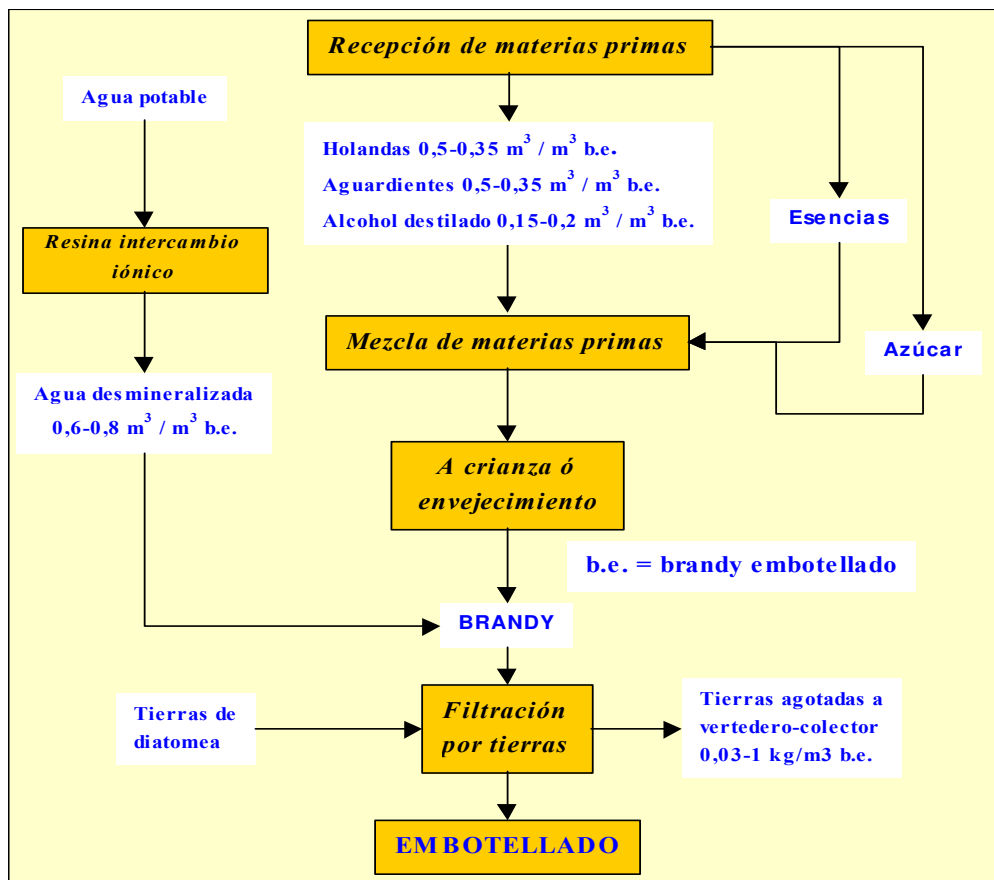 Recepción de materias primas
Agua potable
Holandas 0,5-0,35 m³ / m³ b.e.
Aguardientes 0,5-0,35 m³ / m³ b.e.
Alcohol destilado 0,15-0,2 m³ / m³ b.e.
Esencias
Resina intercambio
iónico
Mezcla de materias primas
Azúcar
Agua desmineralizada
0,6-0,8 m³ / m³ b.e.
A crianza ó
envejecimiento
b.e. = brandy embotellado
BRANDY
Tierras de
diatomea
Filtración
por tierras
Tierras agotadas a
vertedero-colector
0,03-1 kg/m3 b.e.
EMBOTELLADO